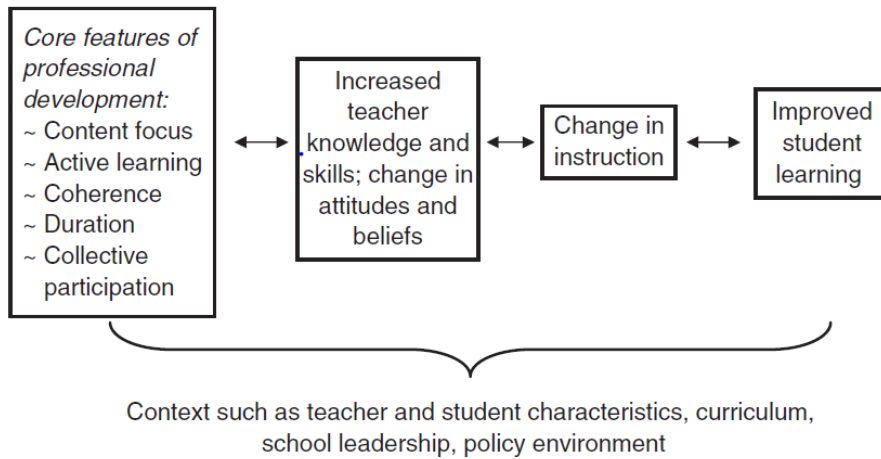 Core features of
professional
development:
~ Content focus
~ Active learning
~ Coherence
~ Duration
~ Collective
participation
Increased
teacher
knowledge and
skills; change in
attitudes and
beliefs
Change in
instruction
Improved
student
learning
Context such as teacher and student characteristics, curriculum,
school leadership, policy environment